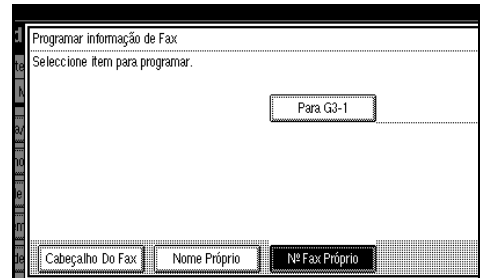 Programar informação de Fax
Seleccione item para programar.
Para G3-1
Cabeçalho Do Fax Nome Próprio Nº Fax Próprio